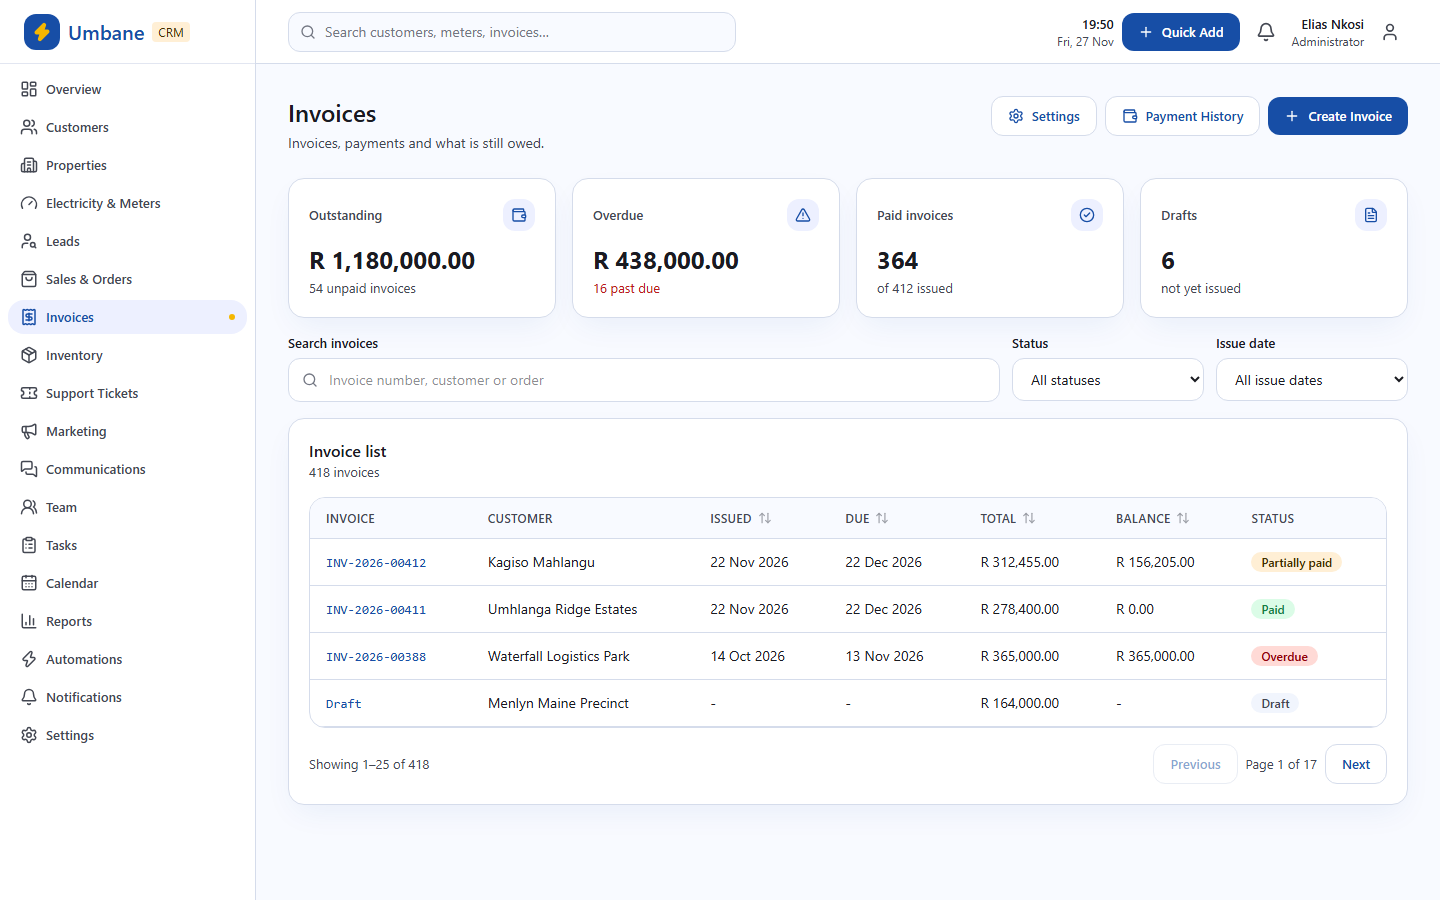 Umbane CRM
Search customers, meters, invoices...
19:50
Fri, 27 Nov
Quick Add
Elias Nkosi
Administrator
Overview
Customers
Properties
Electricity & Meters
Leads
Sales & Orders
Invoices
Inventory
Support Tickets
Marketing
Communications
Team
Tasks
Calendar
Reports
Automations
Notifications
Settings
Invoices
Invoices, payments and what is still owed.
Settings
Payment History
Create Invoice
Outstanding
R 1,180,000.00
54 unpaid invoices
Overdue
R 438,000.00
16 past due
Paid invoices
364
of 412 issued
Drafts
6
not yet issued
Search invoices
Invoice number, customer or order
Status
All statuses
Issue date
All issue dates
Invoice list
418 invoices
INVOICE CUSTOMER ISSUED DUE TOTAL BALANCE STATUS
INV-2026-00412 Kagiso Mahlangu 22 Nov 2026 22 Dec 2026 R 312,455.00 R 156,205.00 Partially paid
INV-2026-00411 Umhlanga Ridge Estates 22 Nov 2026 22 Dec 2026 R 278,400.00 R 0.00 Paid
INV-2026-00388 Waterfall Logistics Park 14 Oct 2026 13 Nov 2026 R 365,000.00 R 365,000.00 Overdue
Draft Menlyn Maine Precinct - - R 164,000.00 - Draft
Showing 1–25 of 418
Previous Page 1 of 17 Next